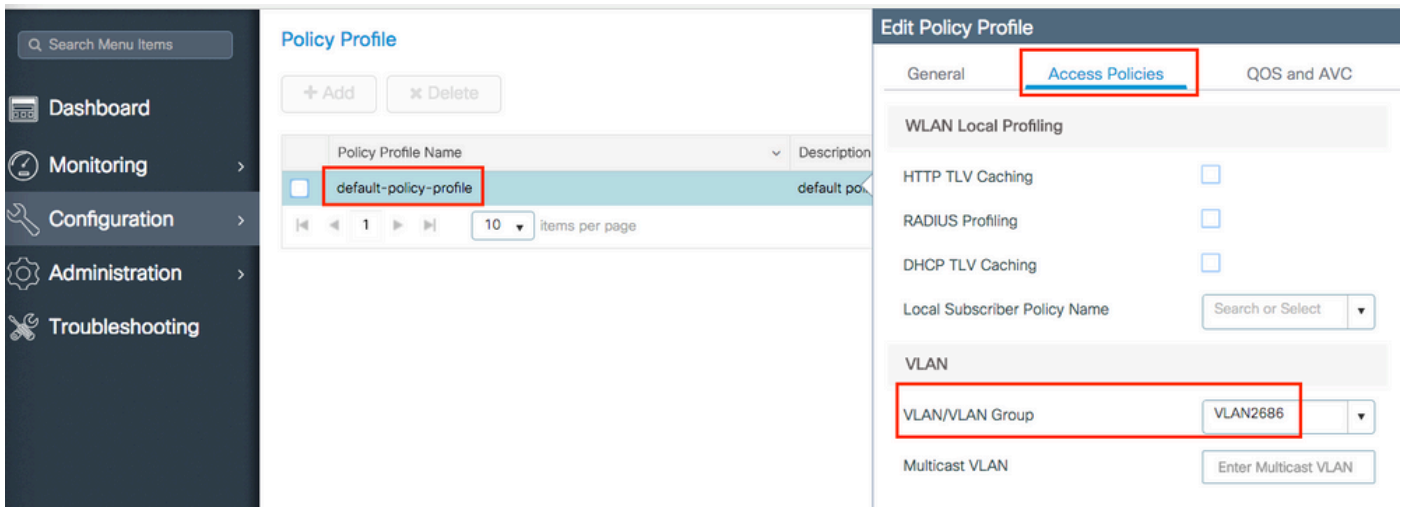 Search Menu Items
Dashboard
Monitoring
Configuration
Administration
Troubleshooting
Policy Profile
+ Add
× Delete
Policy Profile Name
Description
default-policy-profile
default
1
10
items per page
Edit Policy Profile
General
Access Policies
QOS and AVC
WLAN Local Profiling
HTTP TLV Caching
RADIUS Profiling
DHCP TLV Caching
Local Subscriber Policy Name
Search or Select
VLAN
VLAN/VLAN Group
VLAN2686
Multicast VLAN
Enter Multicast VLAN